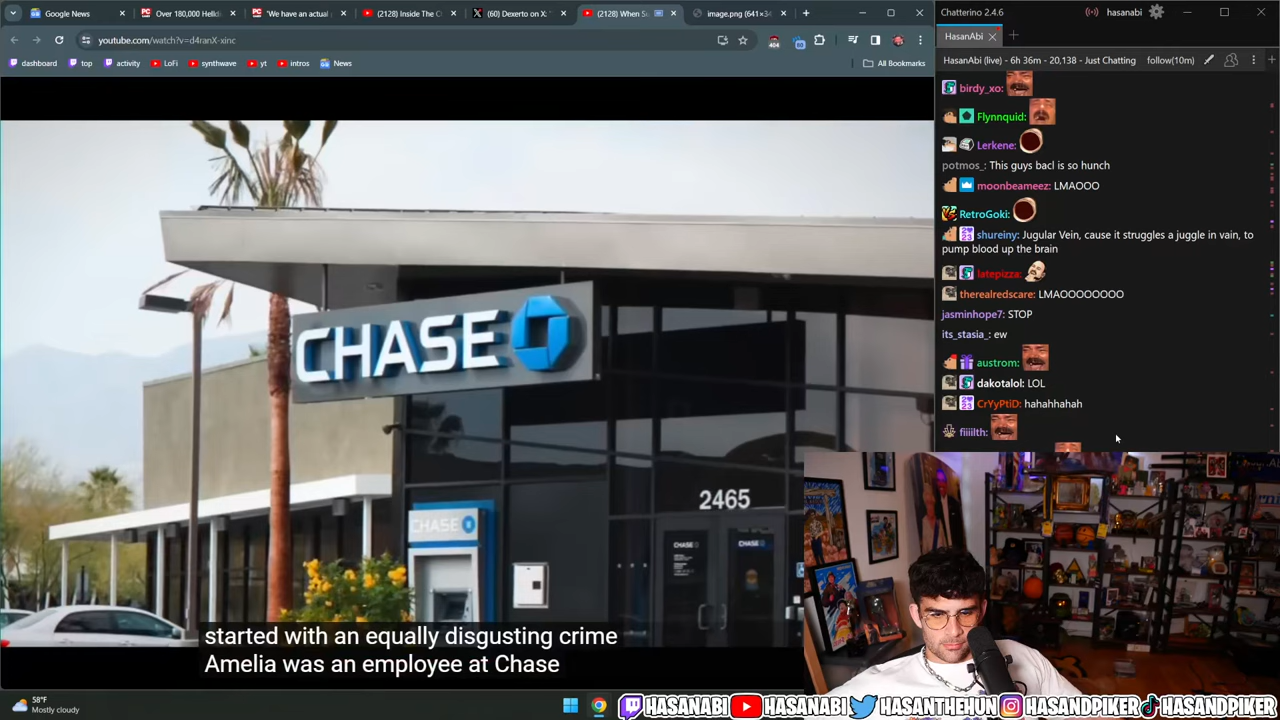 Google News
Over 180,000 Helldi
"We have an actual
(2128) Inside The C
(60) Dexerto on X: "
(2128) When S
image.png (641×34
youtube.com/watch?v=d4ranX-xinc
404
dashboard
top
activity
LoFi
synthwave
yt
intros
News
All Bookmarks
CHASE
2465
CHASE
CHASE
CHASE
started with an equally disgusting crime
Amelia was an employee at Chase
Chatterino 2.4.6
hasanabi
HasanAbi
HasanAbi (live) - 6h 36m - 20,138 - Just Chatting
follow(10m)
birdy_xo:
Flynnquid:
Lerkene:
potmos_: This guys bacl is so hunch
moonbeameez: LMAOOO
RetroGoki:
shureiny: Jugular Vein, cause it struggles a juggle in vain, to
pump blood up the brain
latepizza:
therealredscare: LMAOOOOOOOO
jasminhope7: STOP
its_stasia_: ew
austrom:
dakotalol: LOL
CrYyPtiD: hahahhahah
fiiiilth:
58°F
Mostly cloudy
HASANABI
HASANABI
HASANTHEHUN
HASANDPIKER
HASANDPIKER